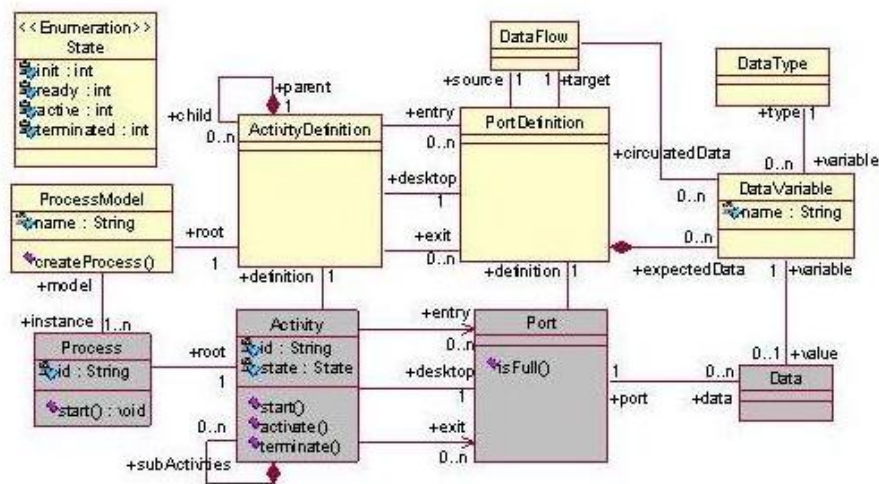 <<Enumeration>>
State
init : int
ready : int
active : int
terminated : int
DataFlow
+source 1
1 +target
DataType
+type 1
0..n +variable
+parent
1
+child
0..n
ActivityDefinition
+entry
0..n
+desktop
1
+exit
0..n
PortDefinition
+circulatedData
0..n
DataVariable
name : String
0..n
+expectedData
1 +variable
ProcessModel
name : String
createProcess()
+root
1
+model
+definition 1
+definition 1
+instance 1..n
Process
id : String
start() : void
+root
1
Activity
id : String
state : State
start()
activate()
terminate()
0..n
+subActivities
+entry
0..n
+desktop
1
+exit
0..n
Port
isFull()
1
+port
0..n
+data
0..1 +value
Data